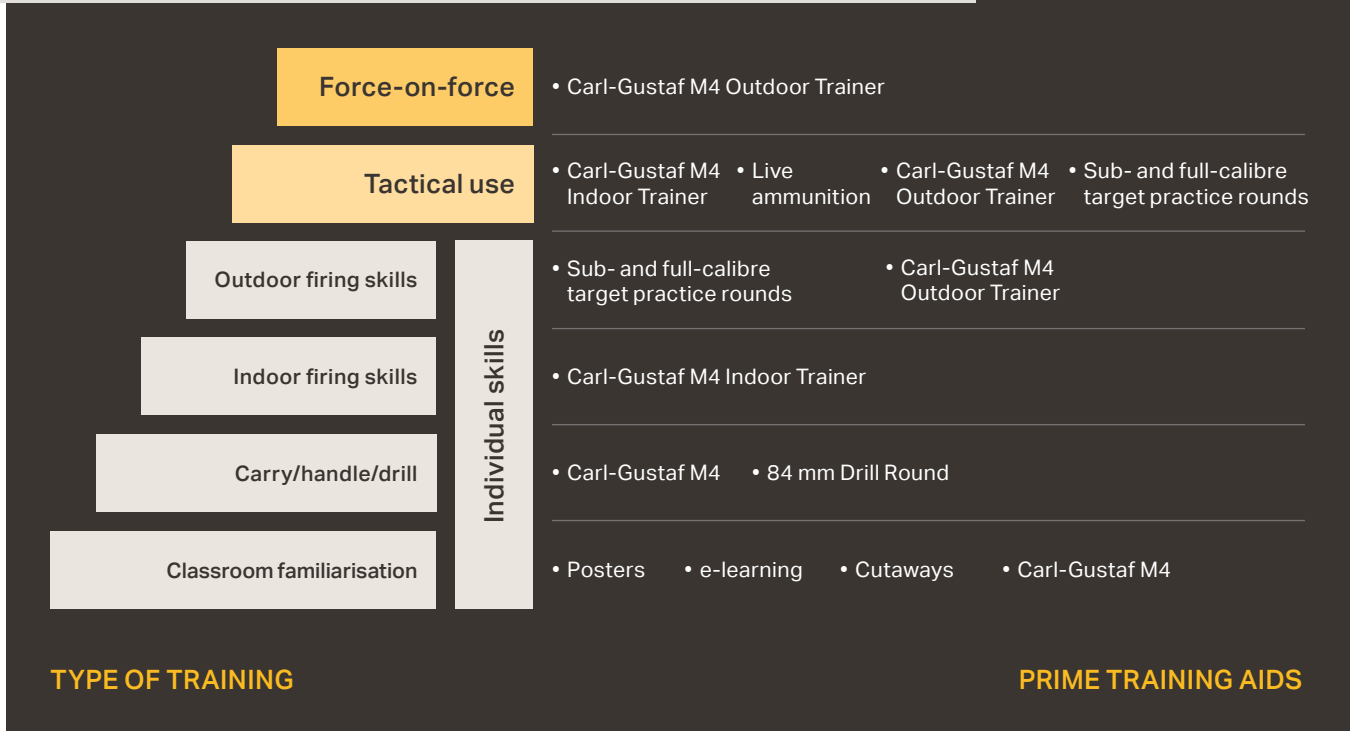 Force-on-force
• Carl-Gustaf M4 Outdoor Trainer
Tactical use
• Carl-Gustaf M4
Indoor Trainer
• Live
ammunition
• Carl-Gustaf M4
Outdoor Trainer
• Sub- and full-calibre
target practice rounds
Individual skills
Outdoor firing skills
• Sub- and full-calibre
target practice rounds
• Carl-Gustaf M4
Outdoor Trainer
Indoor firing skills
• Carl-Gustaf M4 Indoor Trainer
Carry/handle/drill
• Carl-Gustaf M4
• 84 mm Drill Round
Classroom familiarisation
• Posters
• e-learning
• Cutaways
• Carl-Gustaf M4
TYPE OF TRAINING
PRIME TRAINING AIDS